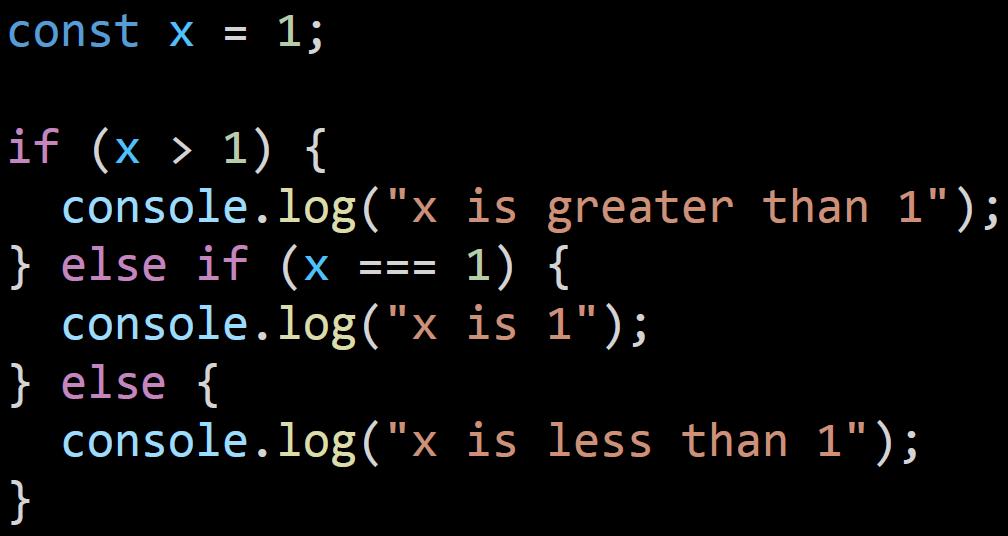 const x = 1;

if (x > 1) {
  console.log("x is greater than 1");
} else if (x === 1) {
  console.log("x is 1");
} else {
  console.log("x is less than 1");
}